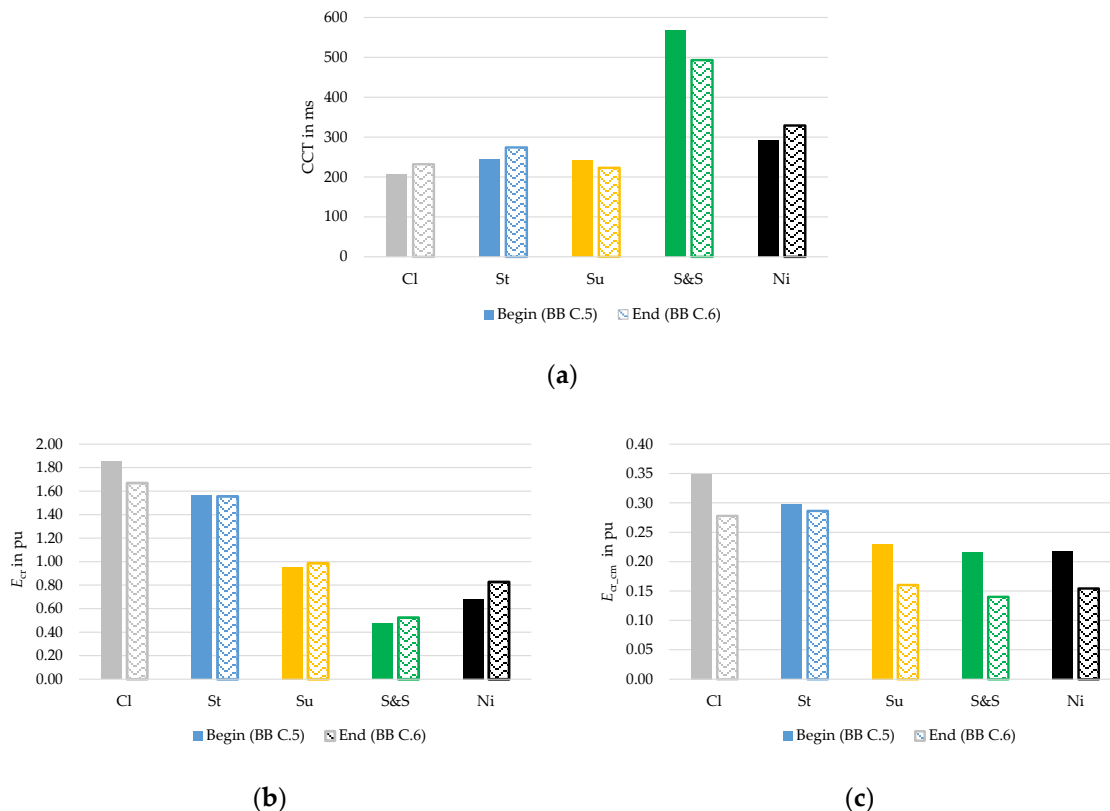 600
500
400
300
200
100
0
CCT in ms
Cl St Su S&S Ni
Begin (BB C.5) End (BB C.6)
(a)
2.00
1.80
1.60
1.40
1.20
1.00
0.80
0.60
0.40
0.20
0.00
E_cr in pu
Cl St Su S&S Ni
Begin (BB C.5) End (BB C.6)
(b)
0.40
0.35
0.30
0.25
0.20
0.15
0.10
0.05
0.00
E_cr_cm in pu
Cl St Su S&S Ni
Begin (BB C.5) End (BB C.6)
(c)